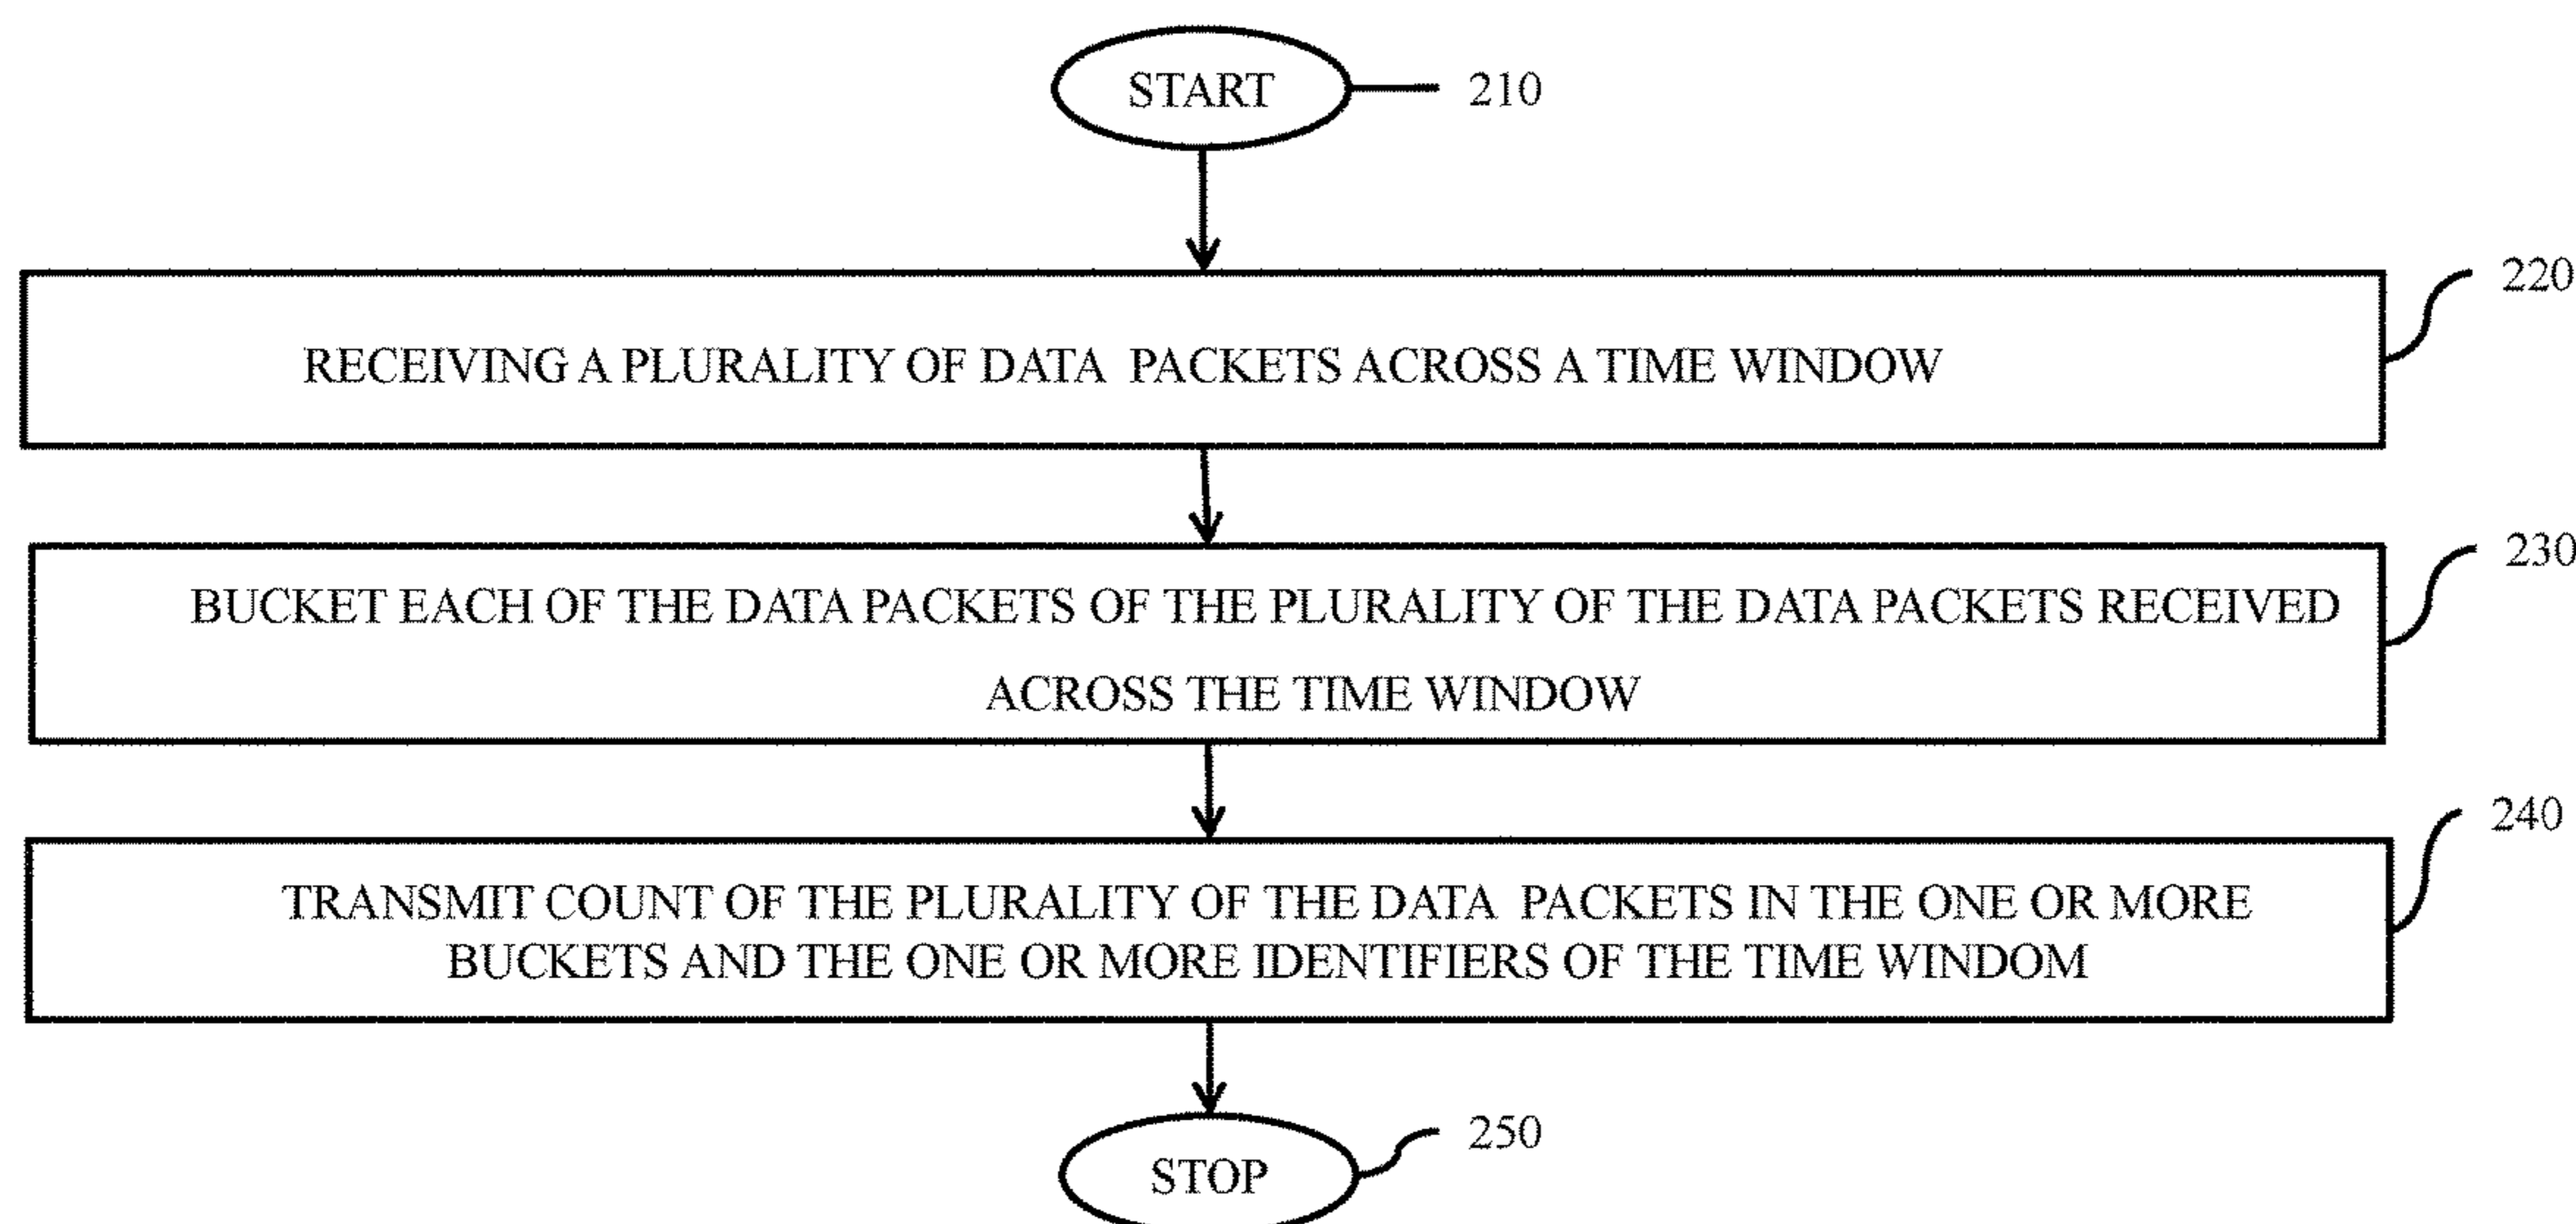 START
210
220
RECEIVING A PLURALITY OF DATA PACKETS ACROSS A TIME WINDOW
230
BUCKET EACH OF THE DATA PACKETS OF THE PLURALITY OF THE DATA PACKETS RECEIVED
ACROSS THE TIME WINDOW
240
TRANSMIT COUNT OF THE PLURALITY OF THE DATA PACKETS IN THE ONE OR MORE
BUCKETS AND THE ONE OR MORE IDENTIFIERS OF THE TIME WINDOM
250
STOP